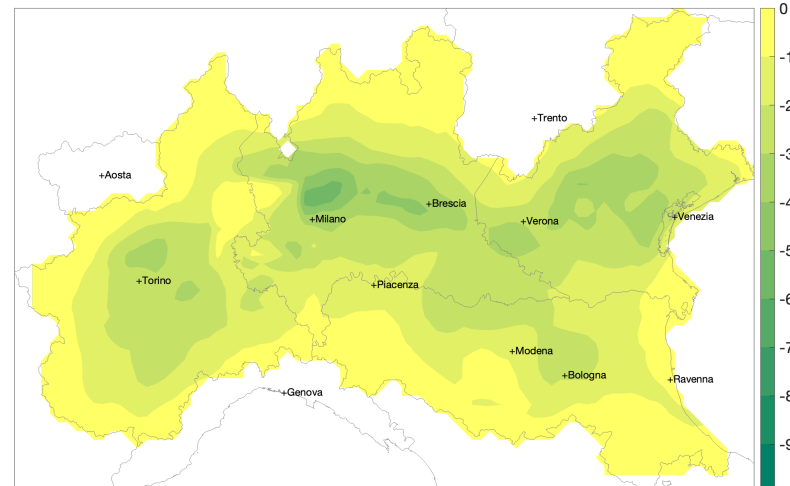 0
-1
+Trento
-2
+Aosta
-3
+Brescia
+Milano
+Verona
+Venezia
-4
+Torino
+Piacenza
-5
-6
+Modena
-7
+Bologna
+Ravenna
+Genova
-8
-9